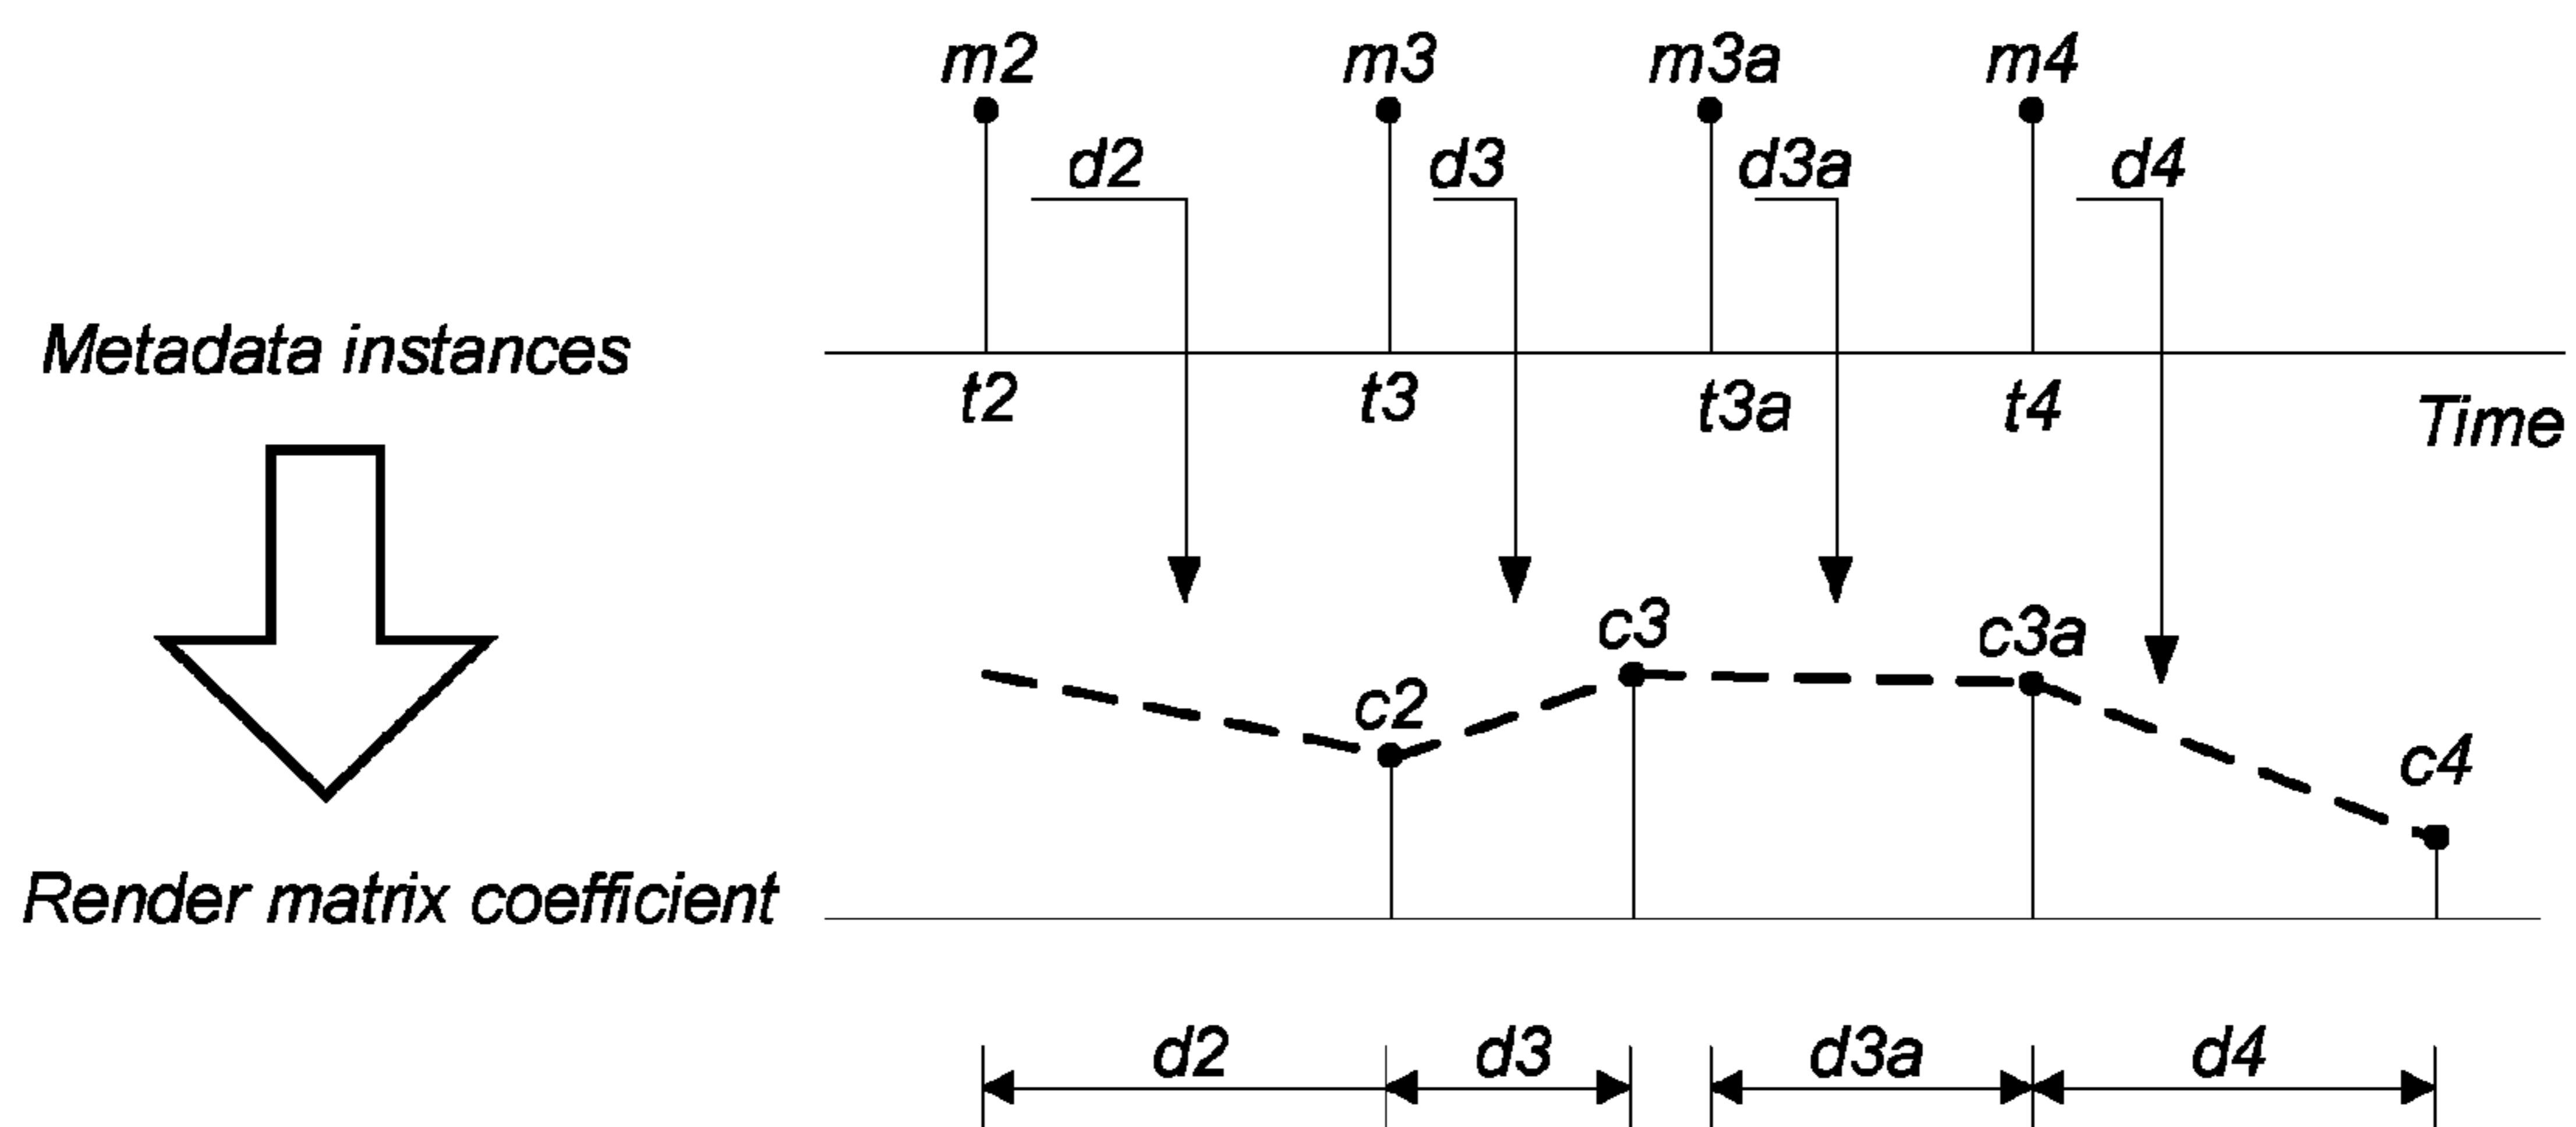 m2 m3 m3a m4
d2 d3 d3a d4
Metadata instances
t2 t3 t3a t4 Time
c3 c3a
c2 c4
Render matrix coefficient
d2 d3 d3a d4